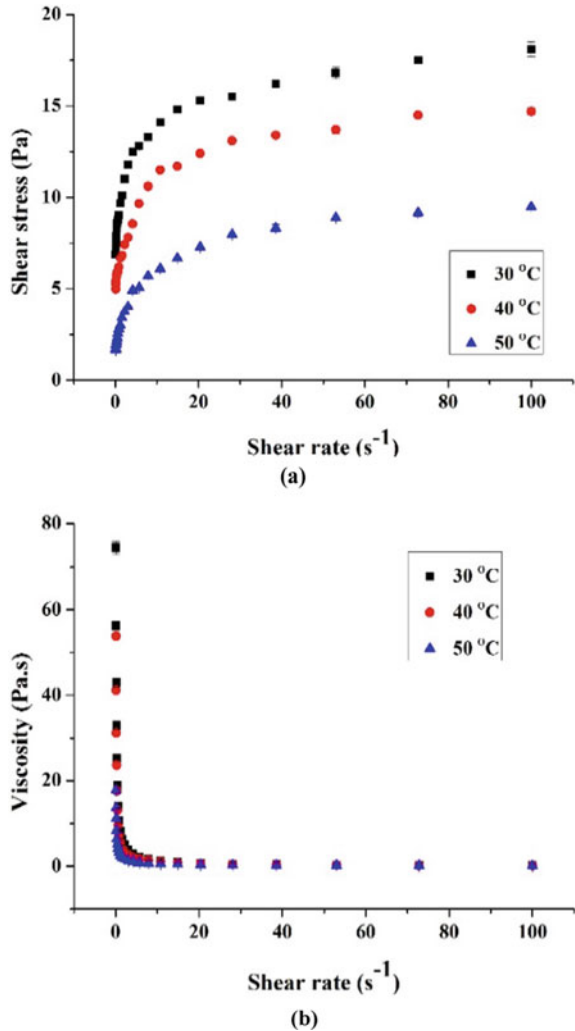 20
15
10
5
0
Shear stress (Pa)
30 °C
40 °C
50 °C
0 20 40 60 80 100
Shear rate (s⁻¹)
(a)
80
60
40
20
0
Viscosity (Pa.s)
30 °C
40 °C
50 °C
0 20 40 60 80 100
Shear rate (s⁻¹)
(b)